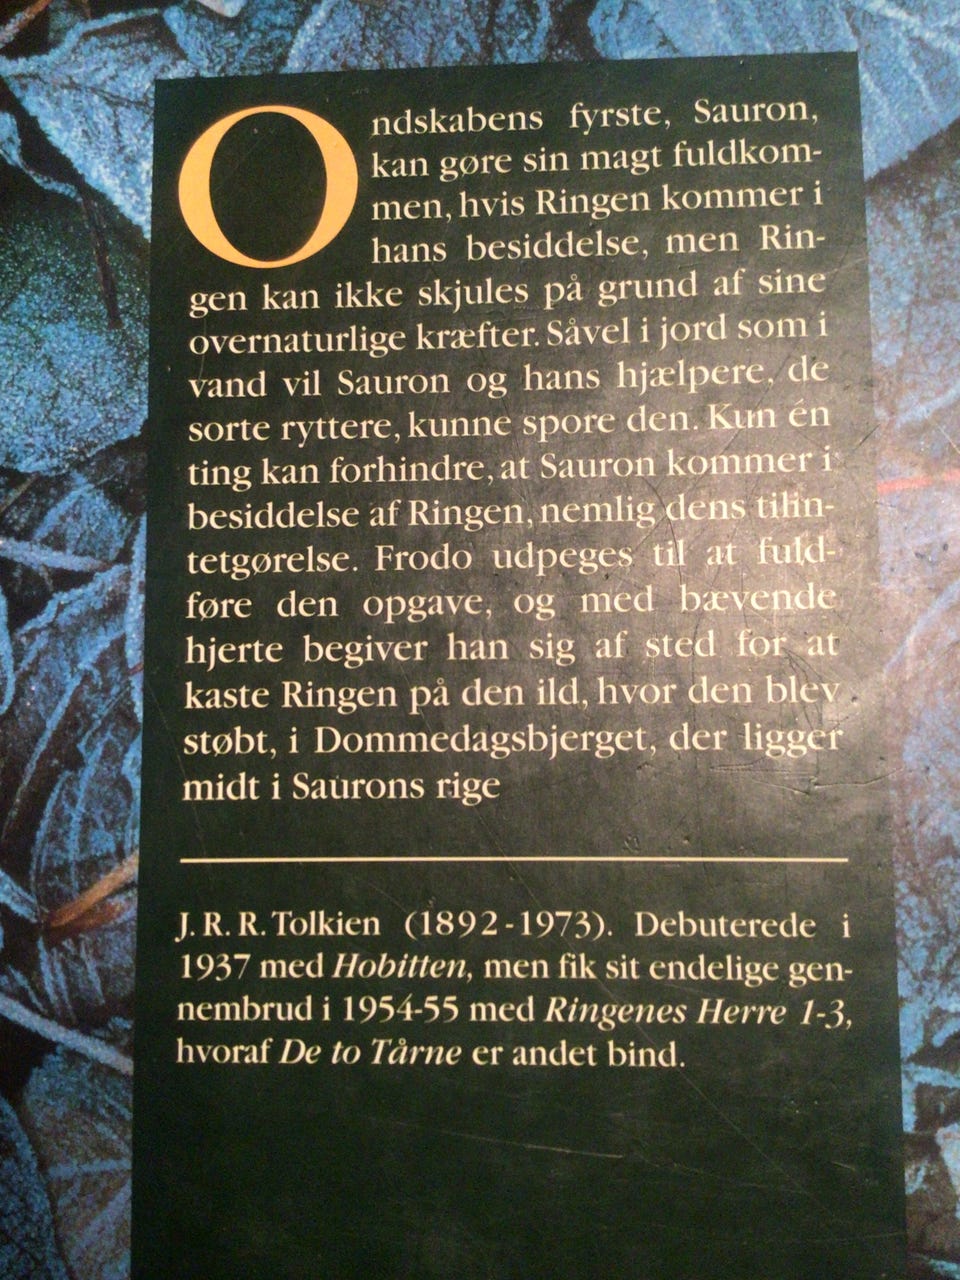 Ondskabens fyrste, Sauron,
kan gøre sin magt fuldkom-
men, hvis Ringen kommer i
hans besiddelse, men Rin-
gen kan ikke skjules på grund af sine
overnaturlige kræfter. Såvel i jord som i
vand vil Sauron og hans hjælpere, de
sorte ryttere, kunne spore den. Kun én
ting kan forhindre, at Sauron kommer i
besiddelse af Ringen, nemlig dens tilin-
tetgørelse. Frodo udpeges til at fuld-
føre den opgave, og med bævende
hjerte begiver han sig af sted for at
kaste Ringen på den ild, hvor den blev
støbt, i Dommedagsbjerget, der ligger
midt i Saurons rige
J. R. R. Tolkien (1892-1973). Debuterede i
1937 med Hobitten, men fik sit endelige gen-
nembrud i 1954-55 med Ringenes Herre 1-3,
hvoraf De to Tårne er andet bind.